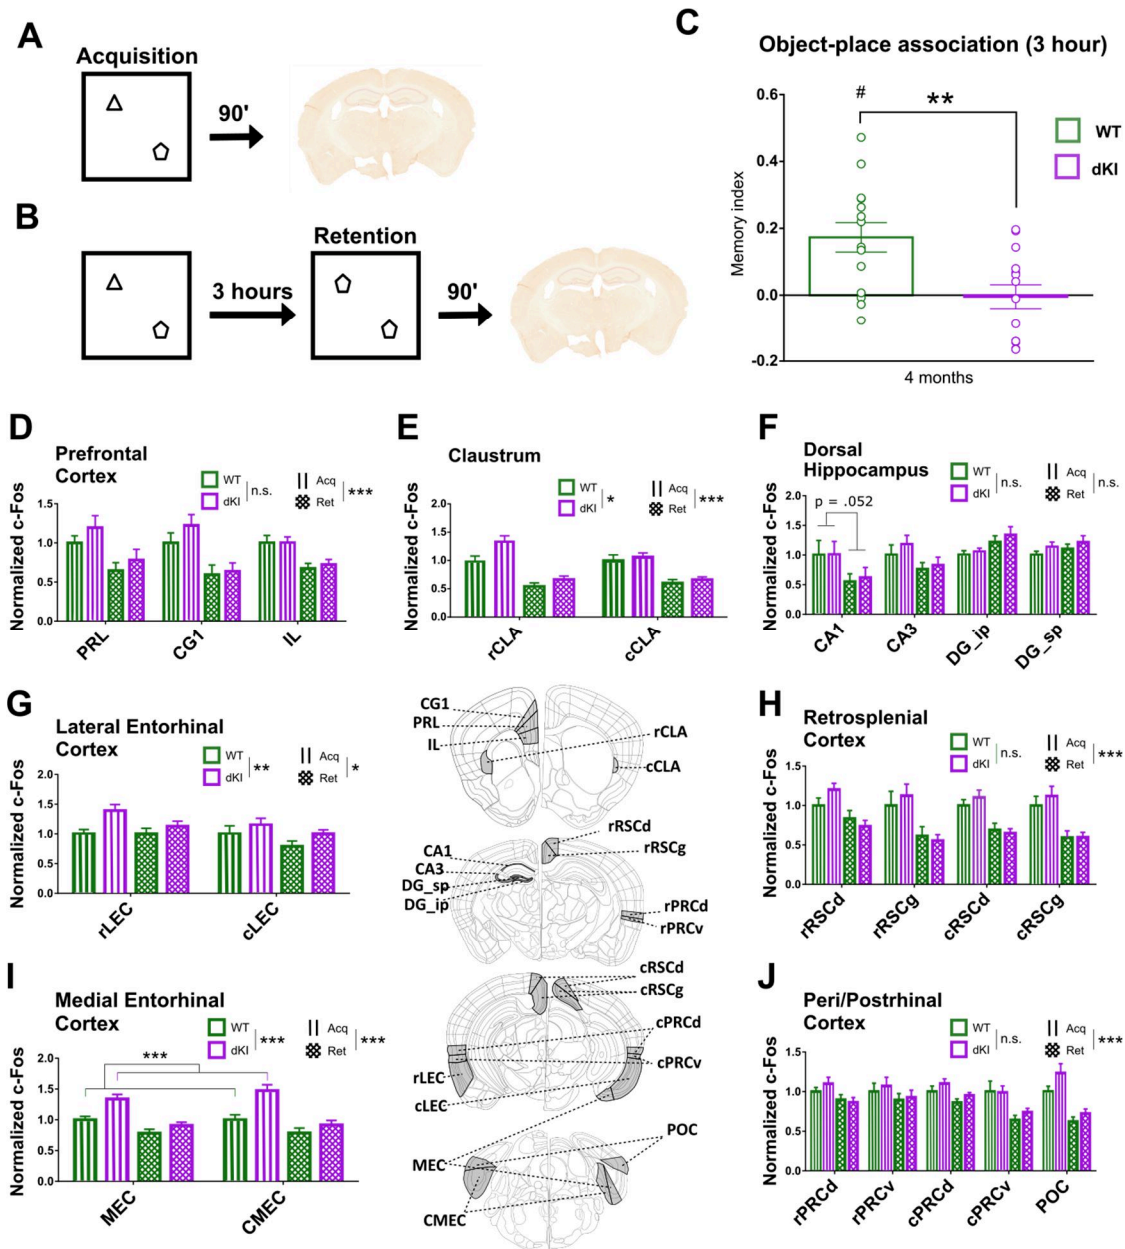 A
Acquisition
90'
B
3 hours
Retention
90'
C
Object-place association (3 hour)
Memory index
0.6
0.4
0.2
0.0
-0.2
#
**
WT
dKI
4 months
D
Prefrontal
Cortex
WT
dKI
n.s.
Acq
Ret
***
Normalized c-Fos
1.5
1.0
0.5
0.0
PRL
CG1
IL
E
Claustrum
WT
dKI
*
Acq
Ret
***
Normalized c-Fos
2.0
1.5
1.0
0.5
0.0
rCLA
cCLA
F
Dorsal
Hippocampus
WT
dKI
n.s.
Acq
Ret
n.s.
p = .052
Normalized c-Fos
2.0
1.5
1.0
0.5
0.0
CA1
CA3
DG_ip
DG_sp
G
Lateral Entorhinal
Cortex
WT
dKI
**
Acq
Ret
*
Normalized c-Fos
2.0
1.5
1.0
0.5
0.0
rLEC
cLEC
CG1
PRL
IL
rCLA
cCLA
rRSCd
rRSCg
CA1
CA3
DG_sp
DG_ip
rPRCd
rPRCv
cRSCd
cRSCg
cPRCd
cPRCv
rLEC
cLEC
POC
MEC
CMEC
H
Retrosplenial
Cortex
WT
dKI
n.s.
Acq
Ret
***
Normalized c-Fos
1.5
1.0
0.5
0.0
rRSCd
rRSCg
cRSCd
cRSCg
I
Medial Entorhinal
Cortex
WT
dKI
***
Acq
Ret
***
***
Normalized c-Fos
2.0
1.5
1.0
0.5
0.0
MEC
CMEC
J
Peri/Postrhinal
Cortex
WT
dKI
n.s.
Acq
Ret
***
Normalized c-Fos
1.5
1.0
0.5
0.0
rPRCd
rPRCv
cPRCd
cPRCv
POC